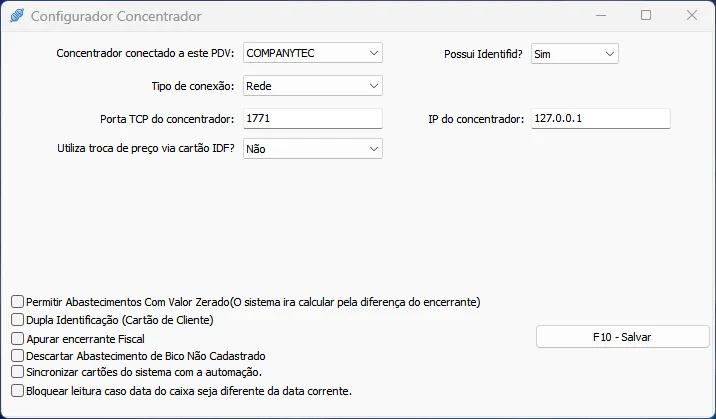 Configurador Concentrador
Concentrador conectado a este PDV: COMPANYTEC Possui Identifid? Sim
Tipo de conexão: Rede
Porta TCP do concentrador: 1771 IP do concentrador: 127.0.0.1
Utiliza troca de preço via cartão IDF? Não
Permitir Abastecimentos Com Valor Zerado(O sistema ira calcular pela diferença do encerrante)
Dupla Identificação (Cartão de Cliente)
Apurar encerrante Fiscal
F10 - Salvar
Descartar Abastecimento de Bico Não Cadastrado
Sincronizar cartões do sistema com a automação.
Bloquear leitura caso data do caixa seja diferente da data corrente.